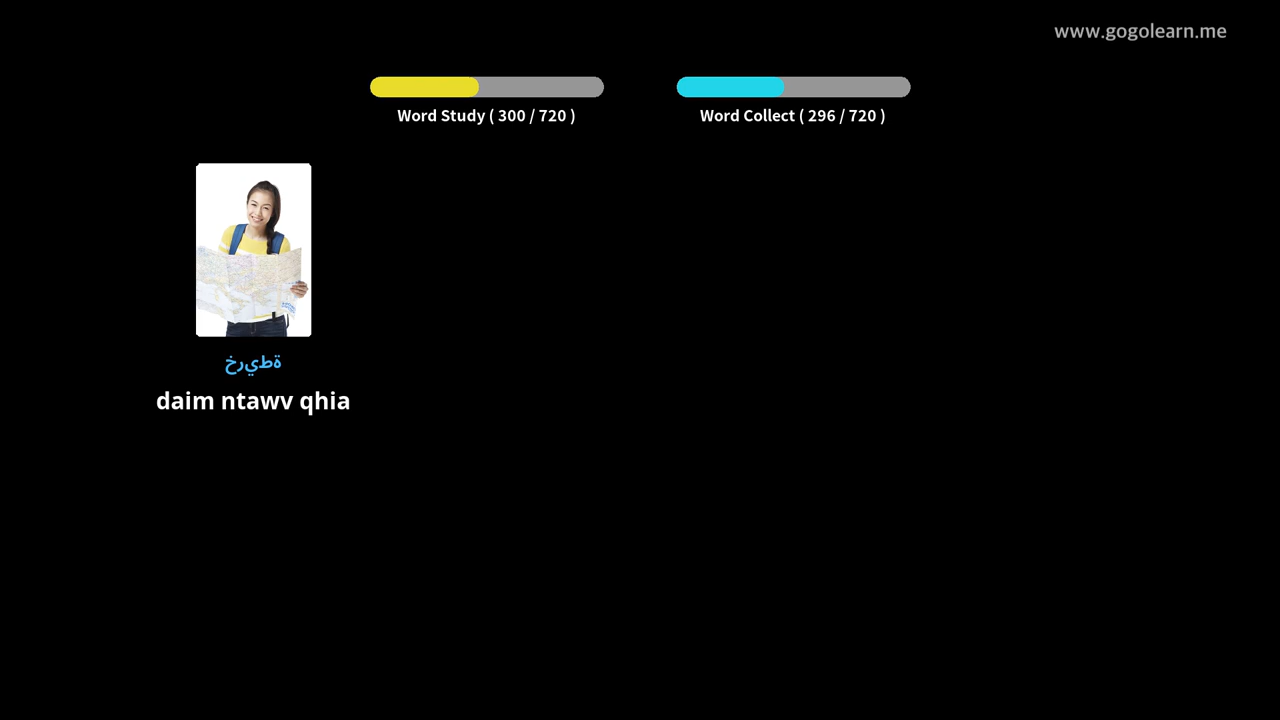 www.gogolearn.me
Word Study ( 300 / 720 )
Word Collect ( 296 / 720 )
خريطة
daim ntawv qhia